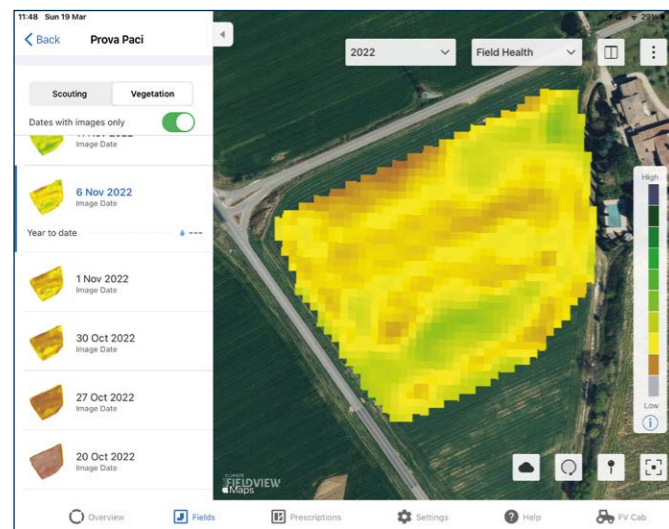 11:48 Sun 19 Mar
29%
Back
Prova Paci
2022
Field Health
Scouting
Vegetation
Dates with images only
Image Date
6 Nov 2022
Image Date
Year to date
---
1 Nov 2022
Image Date
30 Oct 2022
Image Date
27 Oct 2022
Image Date
20 Oct 2022
Image Date
High
Low
CLIMATE
FIELDVIEW
Maps
Overview
Fields
Prescriptions
Settings
Help
FV Cab